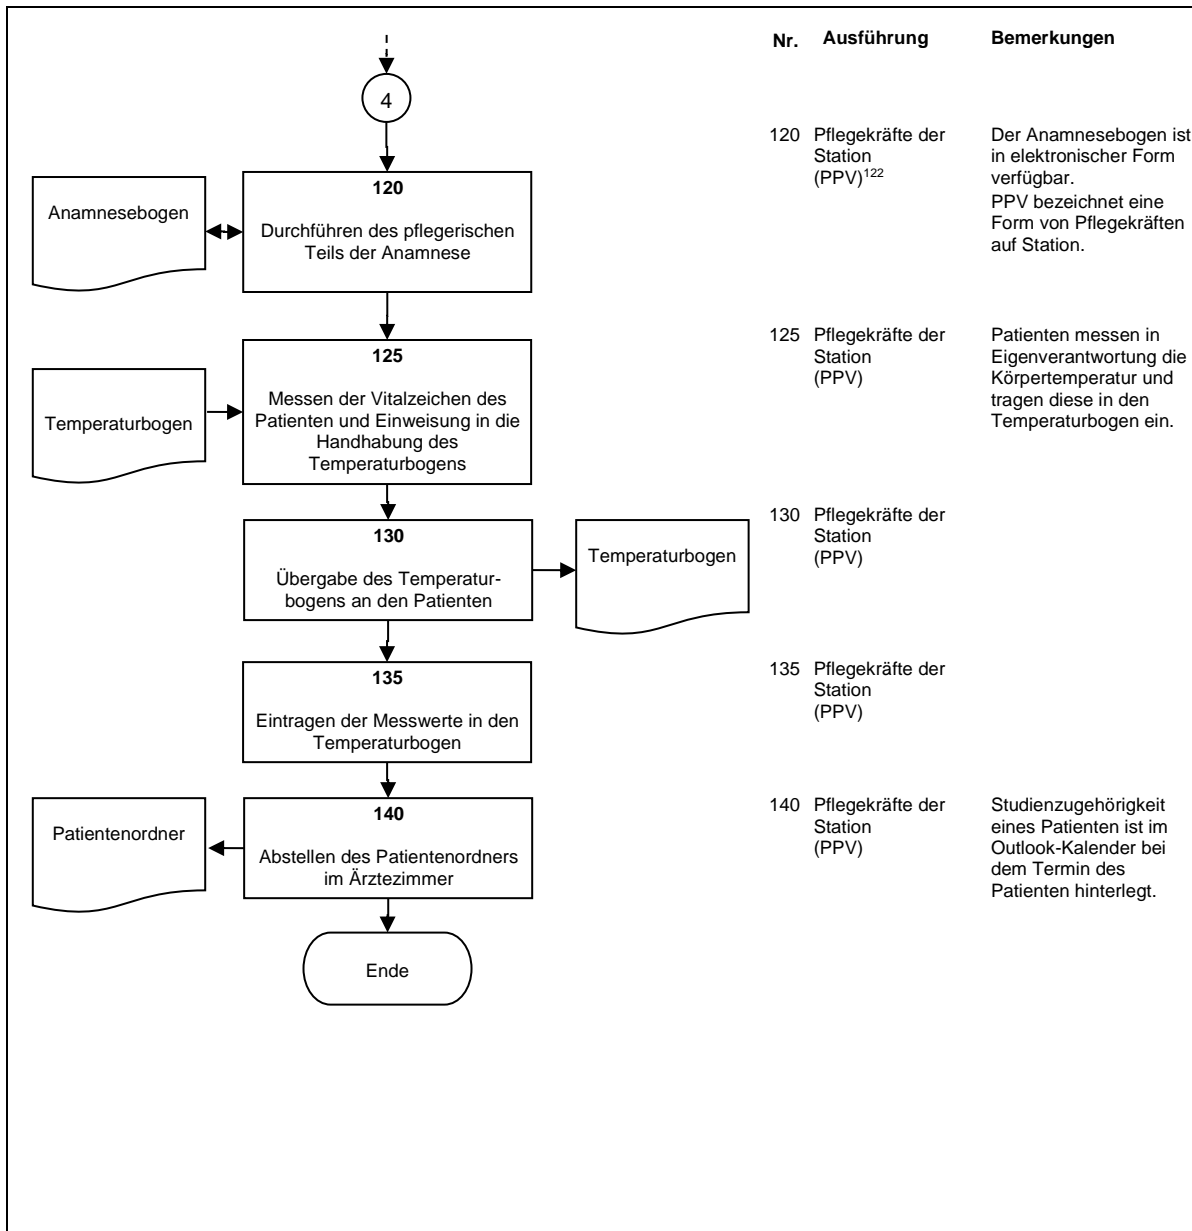 Nr. Ausführung Bemerkungen
4
120
Durchführen des pflegerischen
Teils der Anamnese
Anamnesebogen
120 Pflegekräfte der
Station
(PPV)122
Der Anamnesebogen ist
in elektronischer Form
verfügbar.
PPV bezeichnet eine
Form von Pflegekräften
auf Station.
125
Messen der Vitalzeichen des
Patienten und Einweisung in die
Handhabung des
Temperaturbogens
Temperaturbogen
125 Pflegekräfte der
Station
(PPV)
Patienten messen in
Eigenverantwortung die
Körpertemperatur und
tragen diese in den
Temperaturbogen ein.
130
Übergabe des Temperatur-
bogens an den Patienten
Temperaturbogen
130 Pflegekräfte der
Station
(PPV)
135
Eintragen der Messwerte in den
Temperaturbogen
135 Pflegekräfte der
Station
(PPV)
140
Abstellen des Patientenordners
im Ärztezimmer
Patientenordner
140 Pflegekräfte der
Station
(PPV)
Studienzugehörigkeit
eines Patienten ist im
Outlook-Kalender bei
dem Termin des
Patienten hinterlegt.
Ende